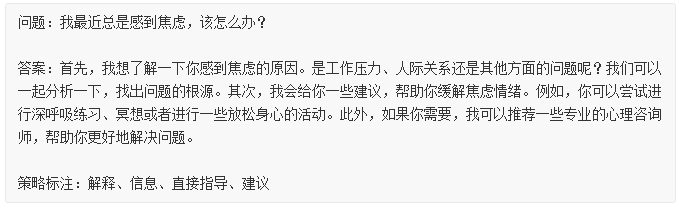 问题：我最近总是感到焦虑，该怎么办？
答案：首先，我想了解一下你感到焦虑的原因。是工作压力、人际关系还是其他方面的问题呢？我们可以
一起分析一下，找出问题的根源。其次，我会给你一些建议，帮助你缓解焦虑情绪。例如，你可以尝试进
行深呼吸练习、冥想或者进行一些放松身心的活动。此外，如果你需要，我可以推荐一些专业的心理咨询
师，帮助你更好地解决问题。
策略标注：解释、信息、直接指导、建议